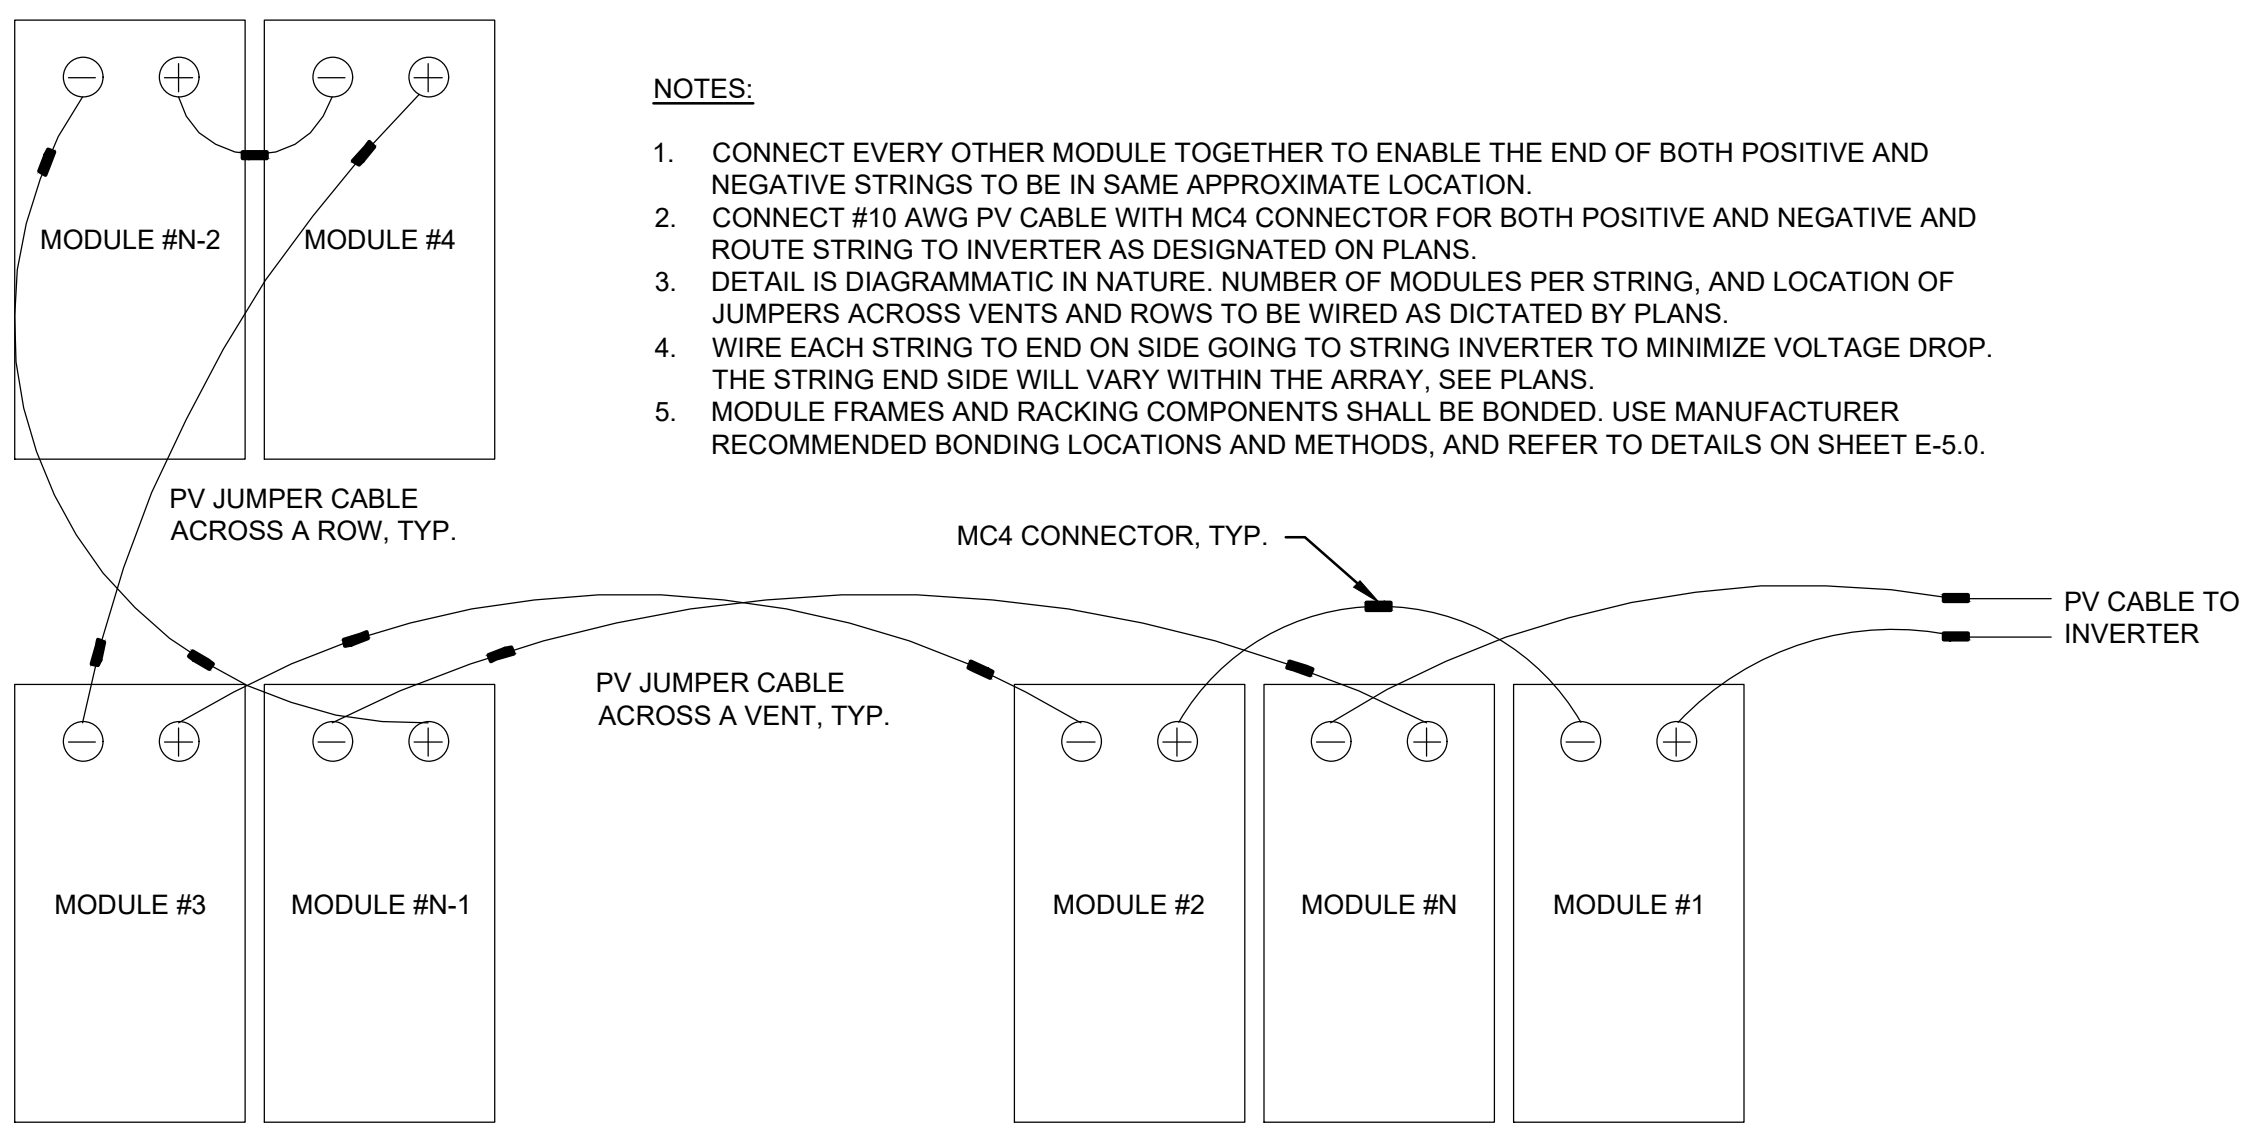 NOTES:
1. CONNECT EVERY OTHER MODULE TOGETHER TO ENABLE THE END OF BOTH POSITIVE AND
NEGATIVE STRINGS TO BE IN SAME APPROXIMATE LOCATION.
2. CONNECT #10 AWG PV CABLE WITH MC4 CONNECTOR FOR BOTH POSITIVE AND NEGATIVE AND
ROUTE STRING TO INVERTER AS DESIGNATED ON PLANS.
3. DETAIL IS DIAGRAMMATIC IN NATURE. NUMBER OF MODULES PER STRING, AND LOCATION OF
JUMPERS ACROSS VENTS AND ROWS TO BE WIRED AS DICTATED BY PLANS.
4. WIRE EACH STRING TO END ON SIDE GOING TO STRING INVERTER TO MINIMIZE VOLTAGE DROP.
THE STRING END SIDE WILL VARY WITHIN THE ARRAY, SEE PLANS.
5. MODULE FRAMES AND RACKING COMPONENTS SHALL BE BONDED. USE MANUFACTURER
RECOMMENDED BONDING LOCATIONS AND METHODS, AND REFER TO DETAILS ON SHEET E-5.0.
MODULE #N-2
MODULE #4
PV JUMPER CABLE
ACROSS A ROW, TYP.
MC4 CONNECTOR, TYP.
PV CABLE TO
INVERTER
PV JUMPER CABLE
ACROSS A VENT, TYP.
MODULE #3
MODULE #N-1
MODULE #2
MODULE #N
MODULE #1